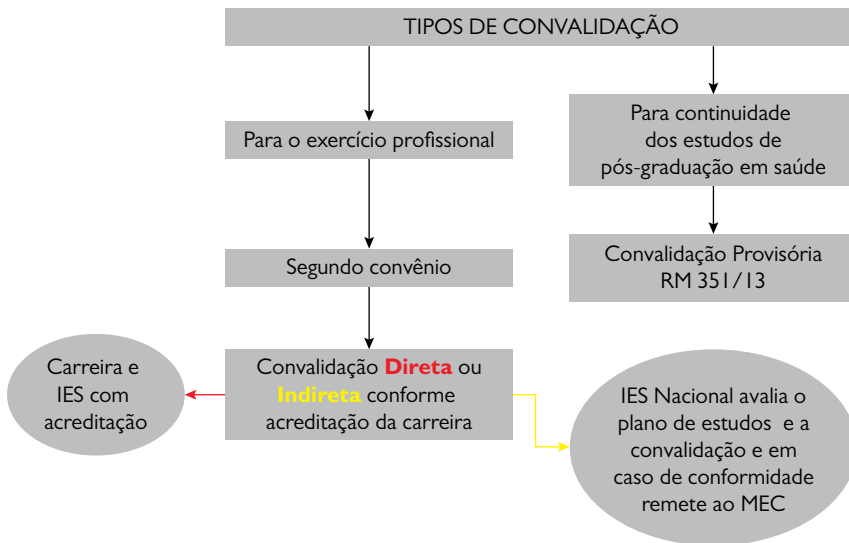 TIPOS DE CONVALIDAÇÃO
Para o exercício profissional
Para continuidade
dos estudos de
pós-graduação em saúde
Segundo convênio
Convalidação Provisória
RM 351/13
Carreira e
IES com
acreditação
Convalidação Direta ou
Indireta conforme
acreditação da carreira
IES Nacional avalia o
plano de estudos e a
convalidação e em
caso de conformidade
remete ao MEC